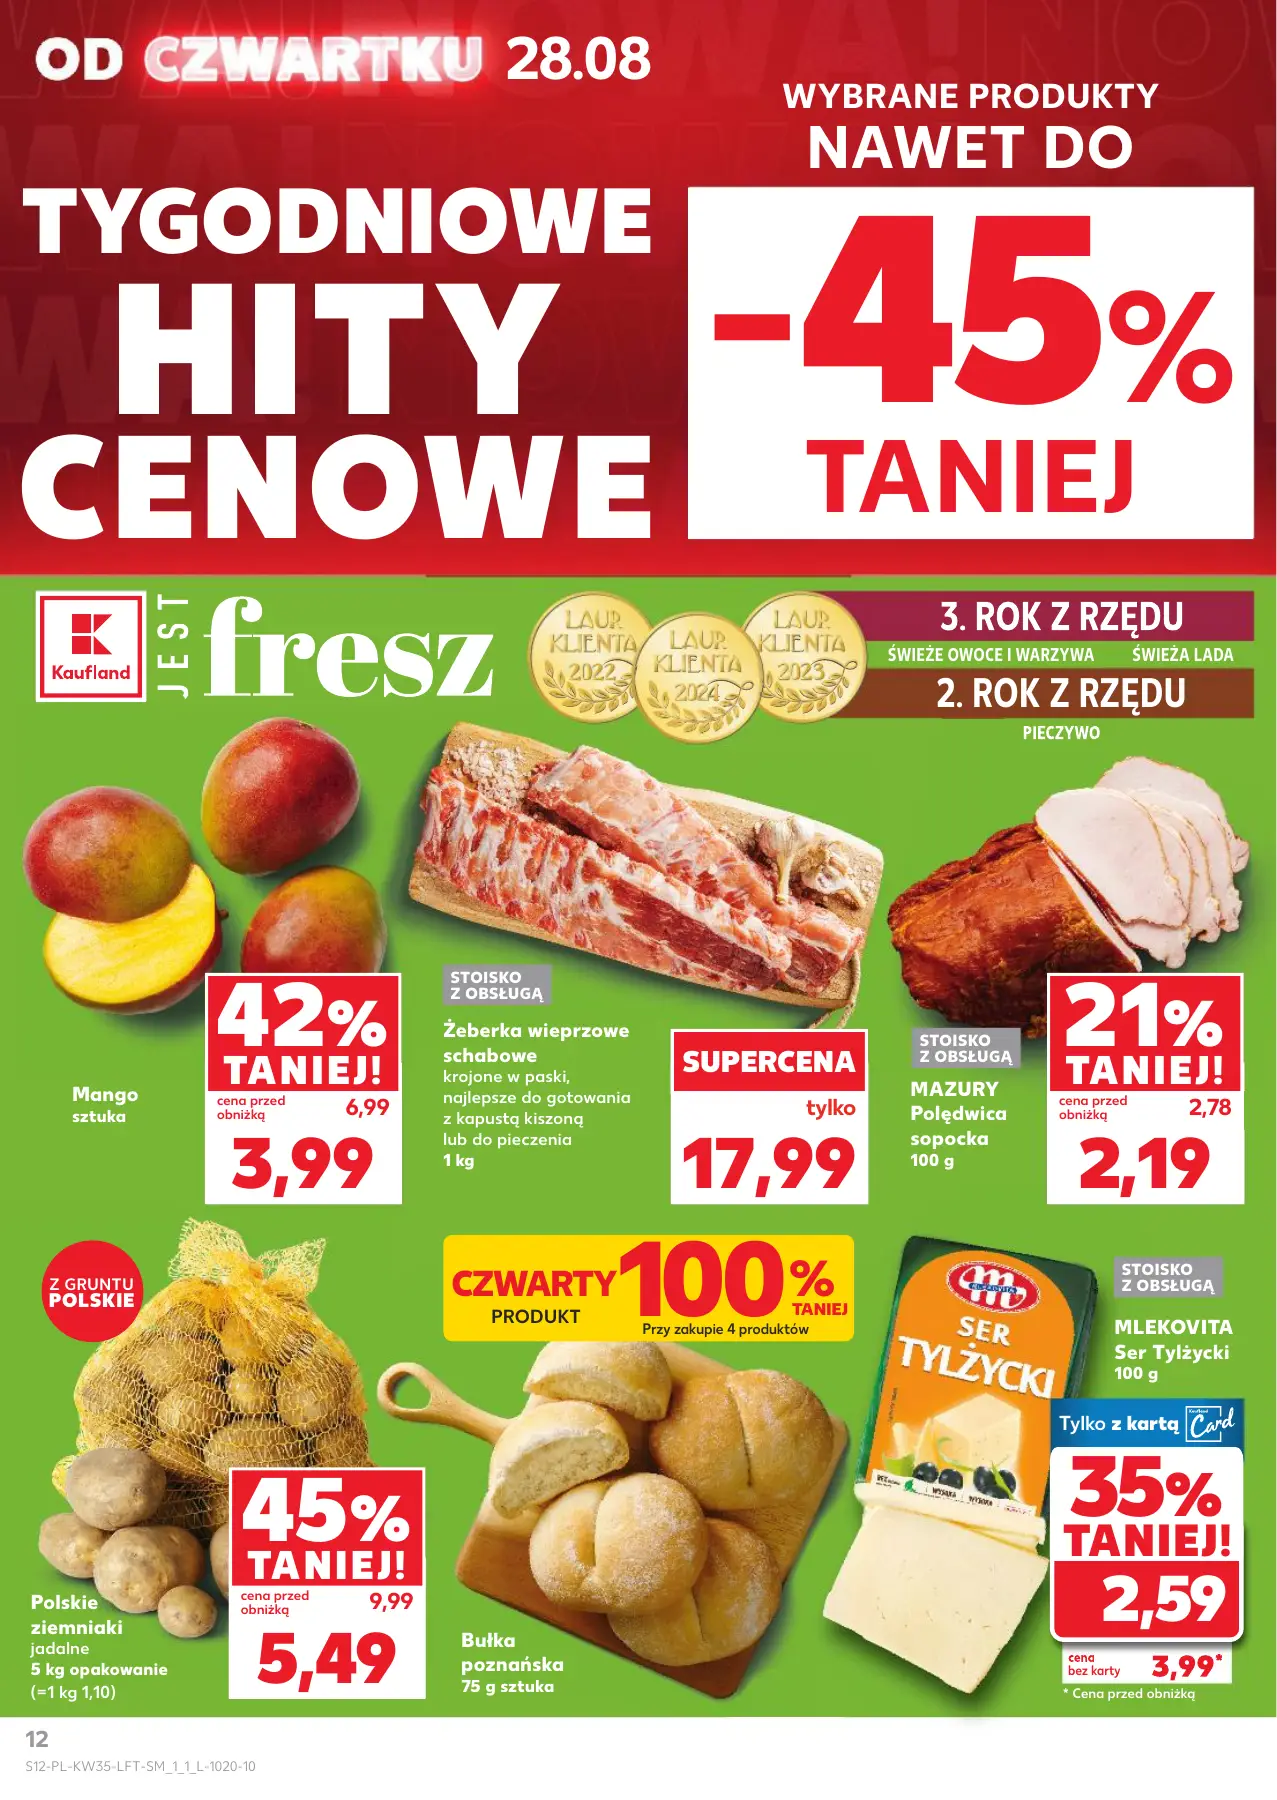 OD CZWARTKU 28.08
WYBRANE PRODUKTY
NAWET DO
-45%
TANIEJ
TYGODNIOWE
HITY
CENOWE
Kaufland
JEST
fresz
LAUR
KLIENTA
2022
LAUR
KLIENTA
2024
LAUR
KLIENTA
2023
3. ROK Z RZĘDU
ŚWIEŻE OWOCE I WARZYWA ŚWIEŻA LADA
2. ROK Z RZĘDU
PIECZYWO
Mango
sztuka
42%
TANIEJ!
cena przed
obniżką
6,99
3,99
STOISKO
Z OBSŁUGĄ
Żeberka wieprzowe
schabowe
krojone w paski,
najlepsze do gotowania
z kapustą kiszoną
lub do pieczenia
1 kg
SUPERCENA
tylko
17,99
STOISKO
Z OBSŁUGĄ
MAZURY
Polędwica
sopocka
100 g
21%
TANIEJ!
cena przed
obniżką
2,78
2,19
Z GRUNTU
POLSKIE
Polskie
ziemniaki
jadalne
5 kg opakowanie
(=1 kg 1,10)
45%
TANIEJ!
cena przed
obniżką
9,99
5,49
CZWARTY
PRODUKT
100%
TANIEJ
Przy zakupie 4 produktów
Bułka
poznańska
75 g sztuka
MLEKOVITA
SER
TYLŻYCKI
STOISKO
Z OBSŁUGĄ
MLEKOVITA
Ser Tylżycki
100 g
Tylko z kartą
Kaufland
Card
35%
TANIEJ!
2,59
cena
bez karty
3,99*
* Cena przed obniżką
12
S12-PL-KW35-LFT-SM_1_1_L-1020-10